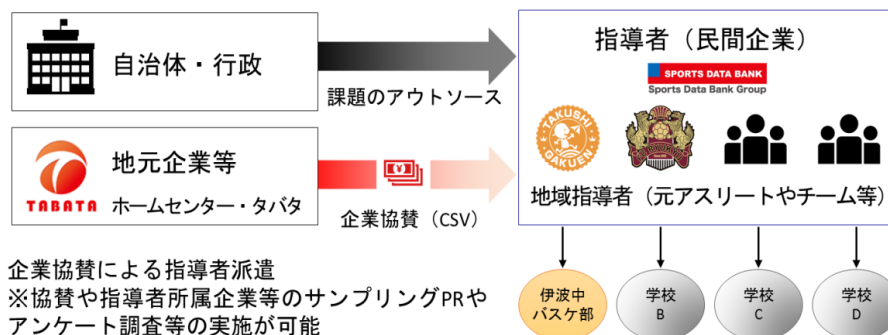 自治体・行政
課題のアウトソース
指導者（民間企業）
SPORTS DATA BANK
Sports Data Bank Group
TAKUSHI
GAKUEN
地域指導者（元アスリートやチーム等）
TABATA
地元企業等
ホームセンター・タバタ
¥
企業協賛（CSV）
企業協賛による指導者派遣
※協賛や指導者所属企業等のサンプリングPRや
アンケート調査等の実施が可能
伊波中
バスケ部
学校
B
学校
C
学校
D